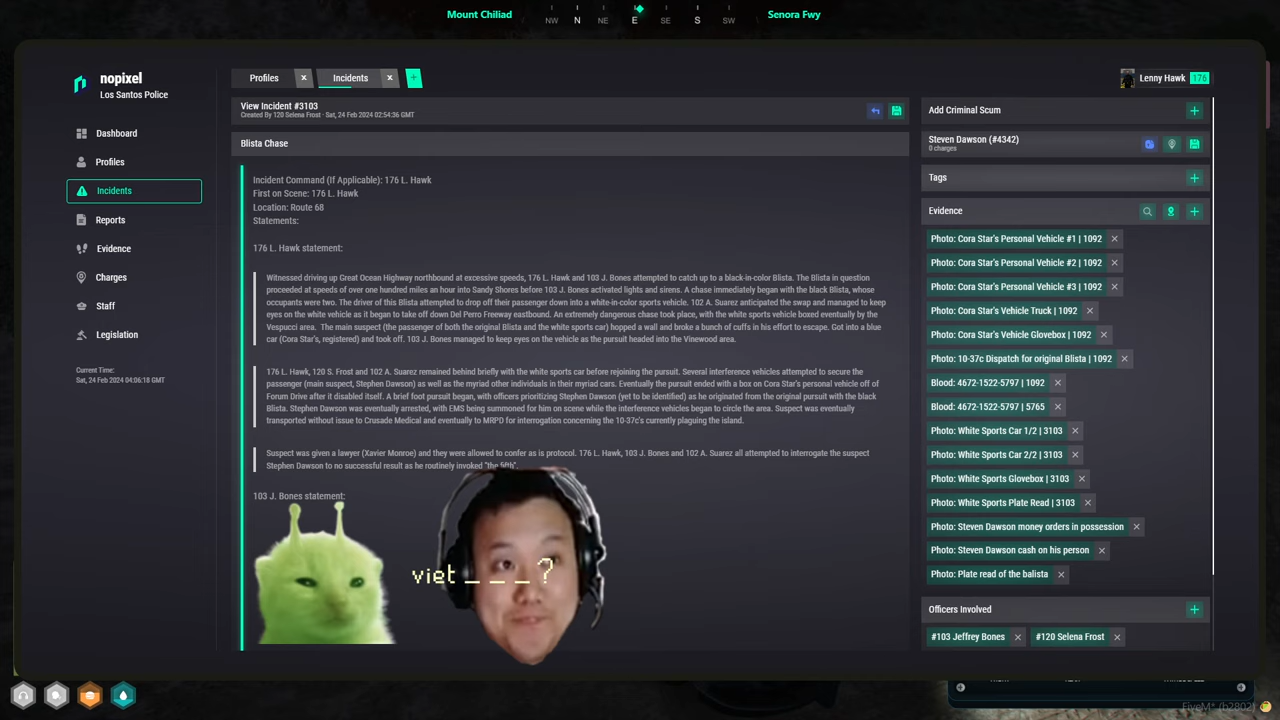 Mount Chiliad
NW N NE E SE S SW
Senora Fwy
nopixel
Los Santos Police
Dashboard
Profiles
Incidents
Reports
Evidence
Charges
Staff
Legislation
Current Time:
Sat, 24 Feb 2024 04:06:18 GMT
Profiles x Incidents x +
Lenny Hawk 176
View Incident #3103
Created By 120 Selena Frost · Sat, 24 Feb 2024 02:54:36 GMT
Blista Chase
Incident Command (If Applicable): 176 L. Hawk
First on Scene: 176 L. Hawk
Location: Route 68
Statements:
176 L. Hawk statement:
Witnessed driving up Great Ocean Highway northbound at excessive speeds, 176 L. Hawk and 103 J. Bones attempted to catch up to a black-in-color Blista. The Blista in question
proceeded at speeds of over one hundred miles an hour into Sandy Shores before 103 J. Bones activated lights and sirens. A chase immediately began with the black Blista, whose
occupants were two. The driver of this Blista attempted to drop off their passenger down into a white-in-color sports vehicle. 102 A. Suarez anticipated the swap and managed to keep
eyes on the white vehicle as it began to take off down Del Perro Freeway eastbound. An extremely dangerous chase took place, with the white sports vehicle boxed eventually by the
Vespucci area. The main suspect (the passenger of both the original Blista and the white sports car) hopped a wall and broke a bunch of cuffs in his effort to escape. Got into a blue
car (Cora Star's, registered) and took off. 103 J. Bones managed to keep eyes on the vehicle as the pursuit headed into the Vinewood area.
176 L. Hawk, 120 S. Frost and 102 A. Suarez remained behind briefly with the white sports car before rejoining the pursuit. Several interference vehicles attempted to secure the
passenger (main suspect, Stephen Dawson) as well as the myriad other individuals in their myriad cars. Eventually the pursuit ended with a box on Cora Star's personal vehicle off of
Forum Drive after it disabled itself. A brief foot pursuit began, with officers prioritizing Stephen Dawson (yet to be identified) as he originated from the original pursuit with the black
Blista. Stephen Dawson was eventually arrested, with EMS being summoned for him on scene while the interference vehicles began to circle the area. Suspect was eventually
transported without issue to Crusade Medical and eventually to MRPD for interrogation concerning the 10-37c's currently plaguing the island.
Suspect was given a lawyer (Xavier Monroe) and they were allowed to confer as is protocol. 176 L. Hawk, 103 J. Bones and 102 A. Suarez all attempted to interrogate the suspect
Stephen Dawson to no successful result as he routinely invoked "the fifth".
103 J. Bones statement:
viet _ _ _ ?
Add Criminal Scum
Steven Dawson (#4342)
0 charges
Tags
Evidence
Photo: Cora Star's Personal Vehicle #1 | 1092
Photo: Cora Star's Personal Vehicle #2 | 1092
Photo: Cora Star's Personal Vehicle #3 | 1092
Photo: Cora Star's Vehicle Truck | 1092
Photo: Cora Star's Vehicle Glovebox | 1092
Photo: 10-37c Dispatch for original Blista | 1092
Blood: 4672-1522-5797 | 1092
Blood: 4672-1522-5797 | 5765
Photo: White Sports Car 1/2 | 3103
Photo: White Sports Car 2/2 | 3103
Photo: White Sports Glovebox | 3103
Photo: White Sports Plate Read | 3103
Photo: Steven Dawson money orders in possession
Photo: Steven Dawson cash on his person
Photo: Plate read of the balista
Officers Involved
#103 Jeffrey Bones
#120 Selena Frost
FiveM* (b2802)